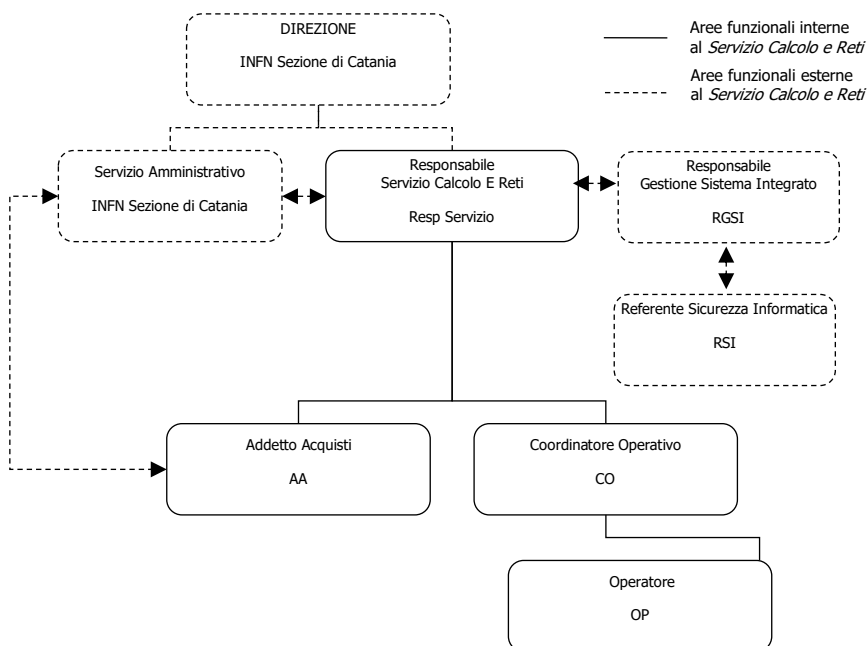 DIREZIONE
INFN Sezione di Catania
Aree funzionali interne
al Servizio Calcolo e Reti
Aree funzionali esterne
al Servizio Calcolo e Reti
Servizio Amministrativo
INFN Sezione di Catania
Responsabile
Servizio Calcolo E Reti
Resp Servizio
Responsabile
Gestione Sistema Integrato
RGSI
Referente Sicurezza Informatica
RSI
Addetto Acquisti
AA
Coordinatore Operativo
CO
Operatore
OP